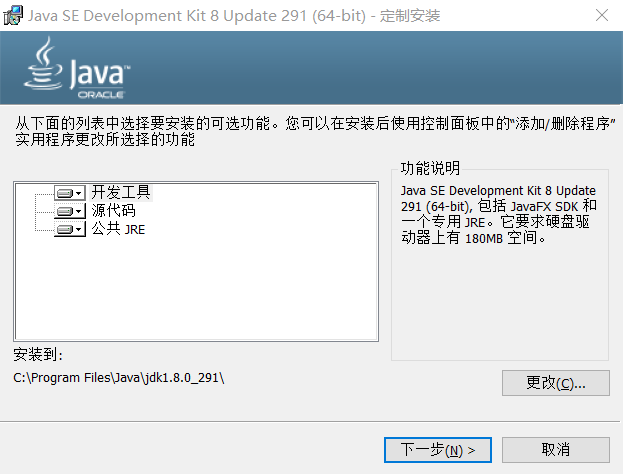 Java SE Development Kit 8 Update 291 (64-bit) - 定制安装
Java™
ORACLE
从下面的列表中选择要安装的可选功能。您可以在安装后使用控制面板中的“添加/删除程序”
实用程序更改所选择的功能
开发工具
源代码
公共 JRE
功能说明
Java SE Development Kit 8 Update
291 (64-bit), 包括 JavaFX SDK 和
一个专用 JRE。它要求硬盘驱
动器上有 180MB 空间。
安装到:
C:\Program Files\Java\jdk1.8.0_291\
更改(C)...
下一步(N) >
取消